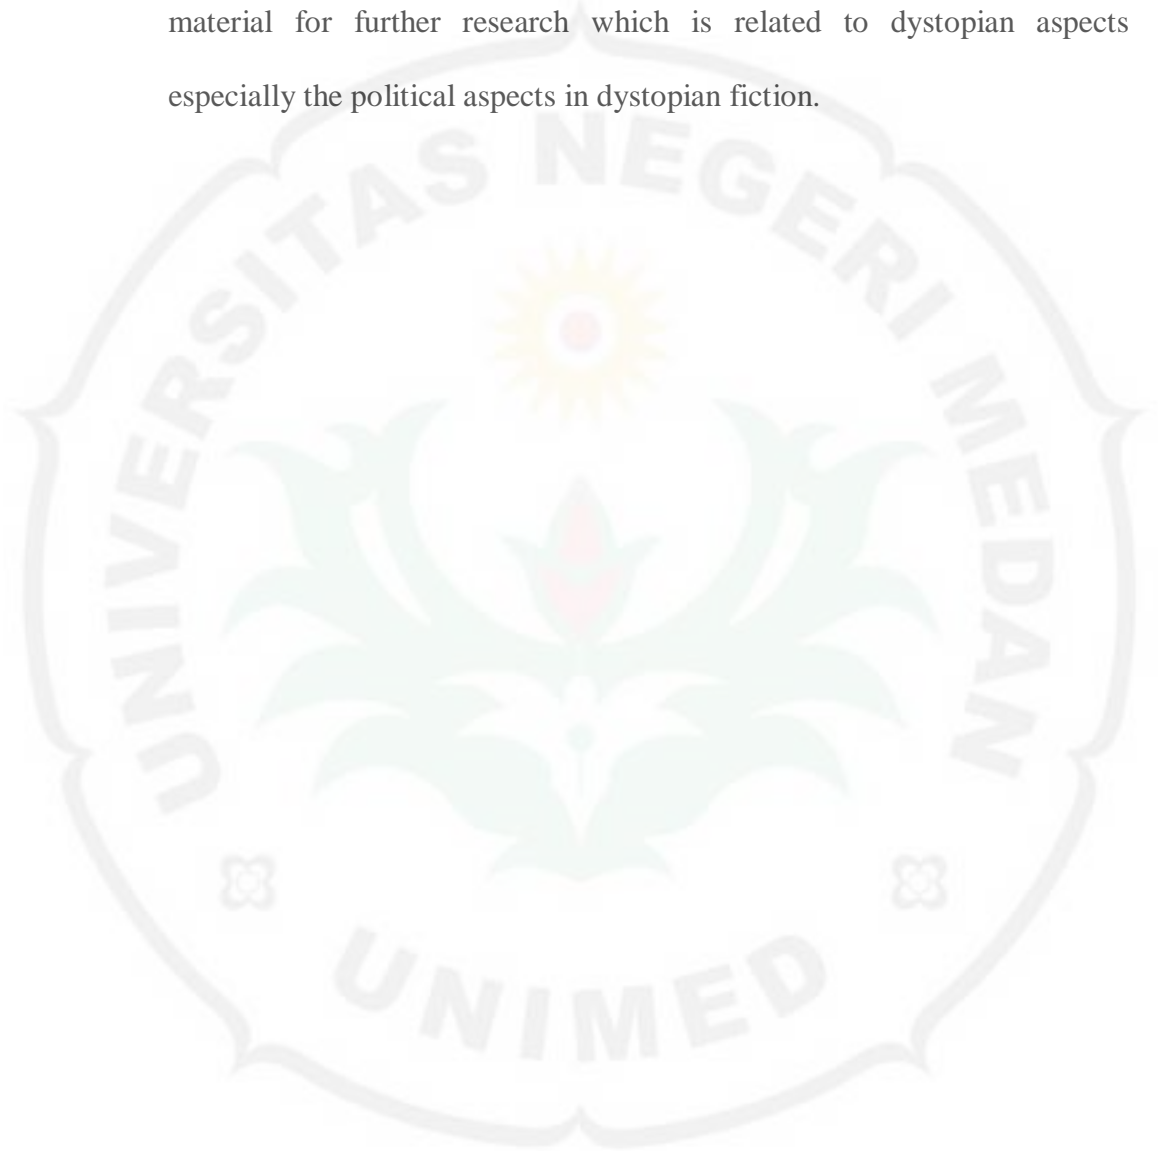 material for further research which is related to dystopian aspects
especially the political aspects in dystopian fiction.
UNIVERSITAS NEGERI MEDAN
UNIMED